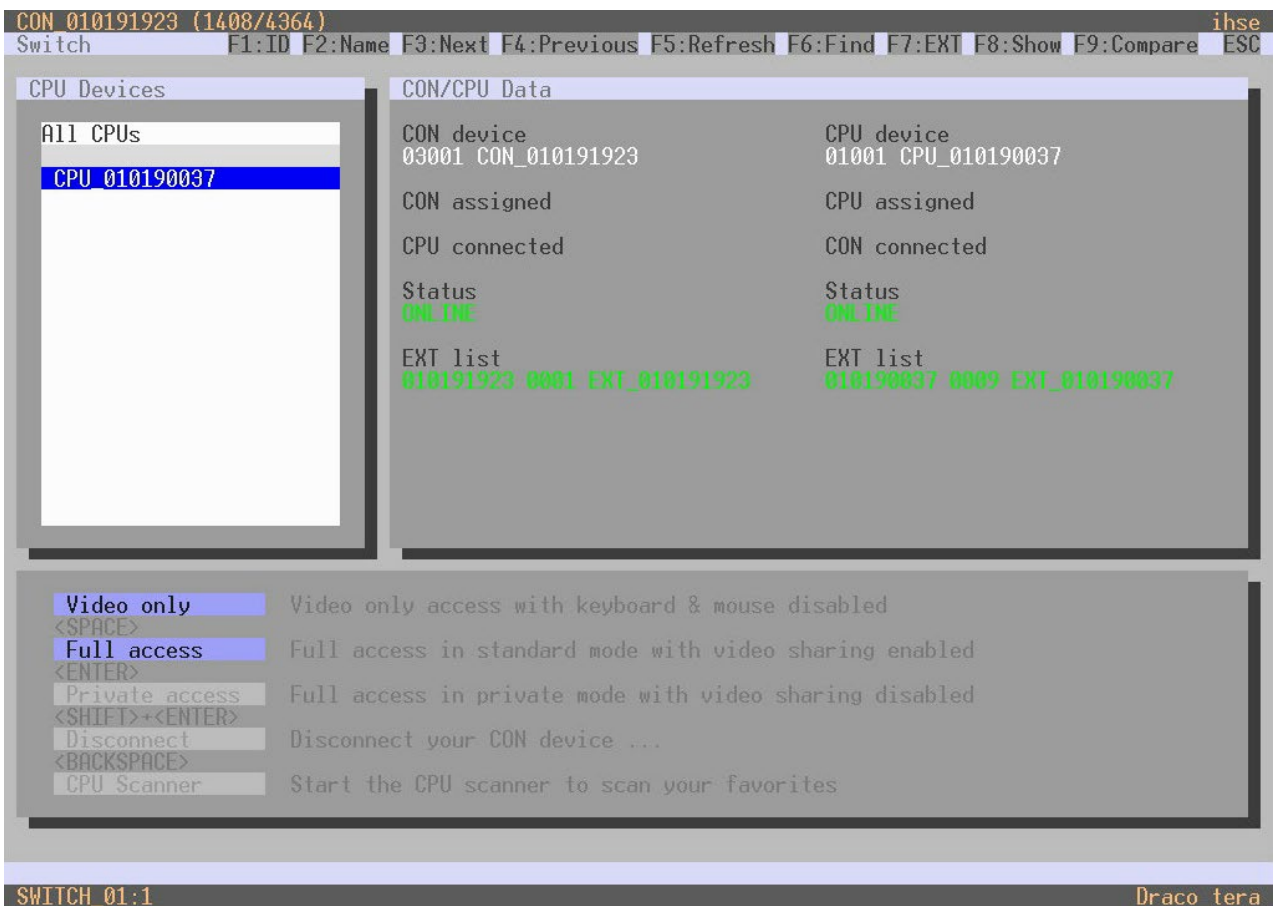 CON_010191923 (1408/4364) ihse
Switch F1:ID F2:Name F3:Next F4:Previous F5:Refresh F6:Find F7:EXT F8:Show F9:Compare ESC
CPU Devices
All CPUs
CPU_010190037
CON/CPU Data
CON device CPU device
03001 CON_010191923 01001 CPU_010190037
CON assigned CPU assigned
CPU connected CON connected
Status Status
ONLINE ONLINE
EXT list EXT list
010191923 0001 EXT_010191923 010190037 0009 EXT_010190037
Video only Video only access with keyboard & mouse disabled
<SPACE>
Full access Full access in standard mode with video sharing enabled
<ENTER>
Private access Full access in private mode with video sharing disabled
<SHIFT>+<ENTER>
Disconnect Disconnect your CON device ...
<BACKSPACE>
CPU Scanner Start the CPU scanner to scan your favorites
SWITCH_01:1 Draco tera